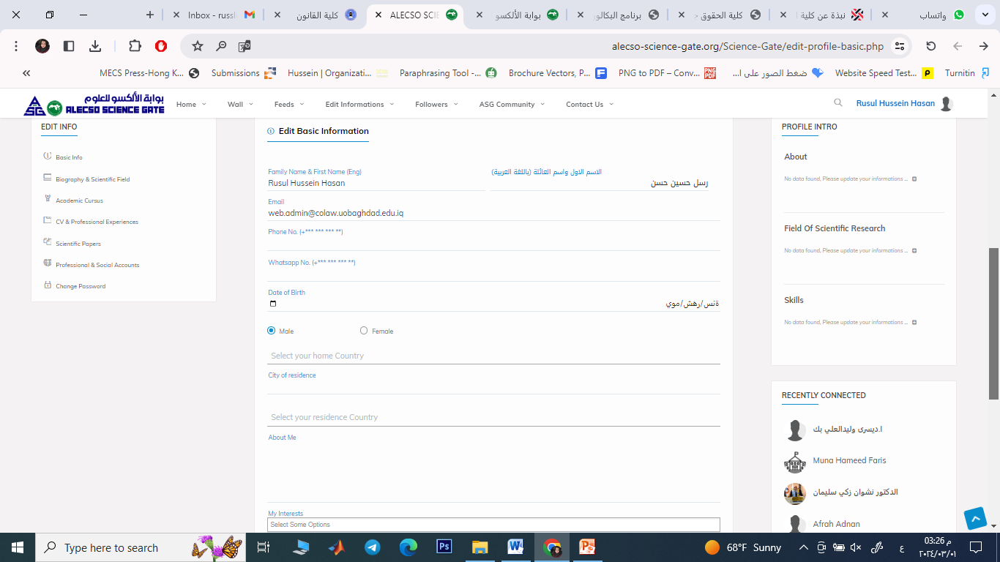 Inbox - russ
كلية القانون
ALECSO SCIE
بوابة الألكسو
برنامج البكالور
كلية الحقوق -
نبذة عن كلية ا
واتساب
alecso-science-gate.org/Science-Gate/edit-profile-basic.php
MECS Press-Hong K...
Submissions
Hussein | Organizati...
Paraphrasing Tool -...
Brochure Vectors, P...
PNG to PDF – Conv...
ضغط الصور على ا...
Website Speed Test...
Turnitin
بوابة الألكسو للعلوم
ASG ALECSO SCIENCE GATE
Home
Wall
Feeds
Edit Informations
Followers
ASG Community
Contact Us
Rusul Hussein Hasan
EDIT INFO
Basic Info
Biography & Scientific Field
Academic Cursus
CV & Professional Experiences
Scientific Papers
Professional & Social Accounts
Change Password
Edit Basic Information
Family Name & First Name (Eng)
الاسم الاول واسم العائلة (باللغة العربية)
Rusul Hussein Hasan
رسل حسين حسن
Email
web.admin@colaw.uobaghdad.edu.iq
Phone No. (+*** *** *** **)
Whatsapp No. (+*** *** *** **)
Date of Birth
ةنس/رهش/موي
Male
Female
Select your home Country
City of residence
Select your residence Country
About Me
My Interests
Select Some Options
PROFILE INTRO
About
No data found, Please update your informations ...
Field Of Scientific Research
No data found, Please update your informations ...
Skills
No data found, Please update your informations ...
RECENTLY CONNECTED
ا.ديسرى وليدالعلي بك
Muna Hameed Faris
الدكتور نشوان زكي سليمان
Afrah Adnan
Type here to search
Ps
68°F Sunny
ع
03:26 م
٢٠٢٤/٠٣/٠١